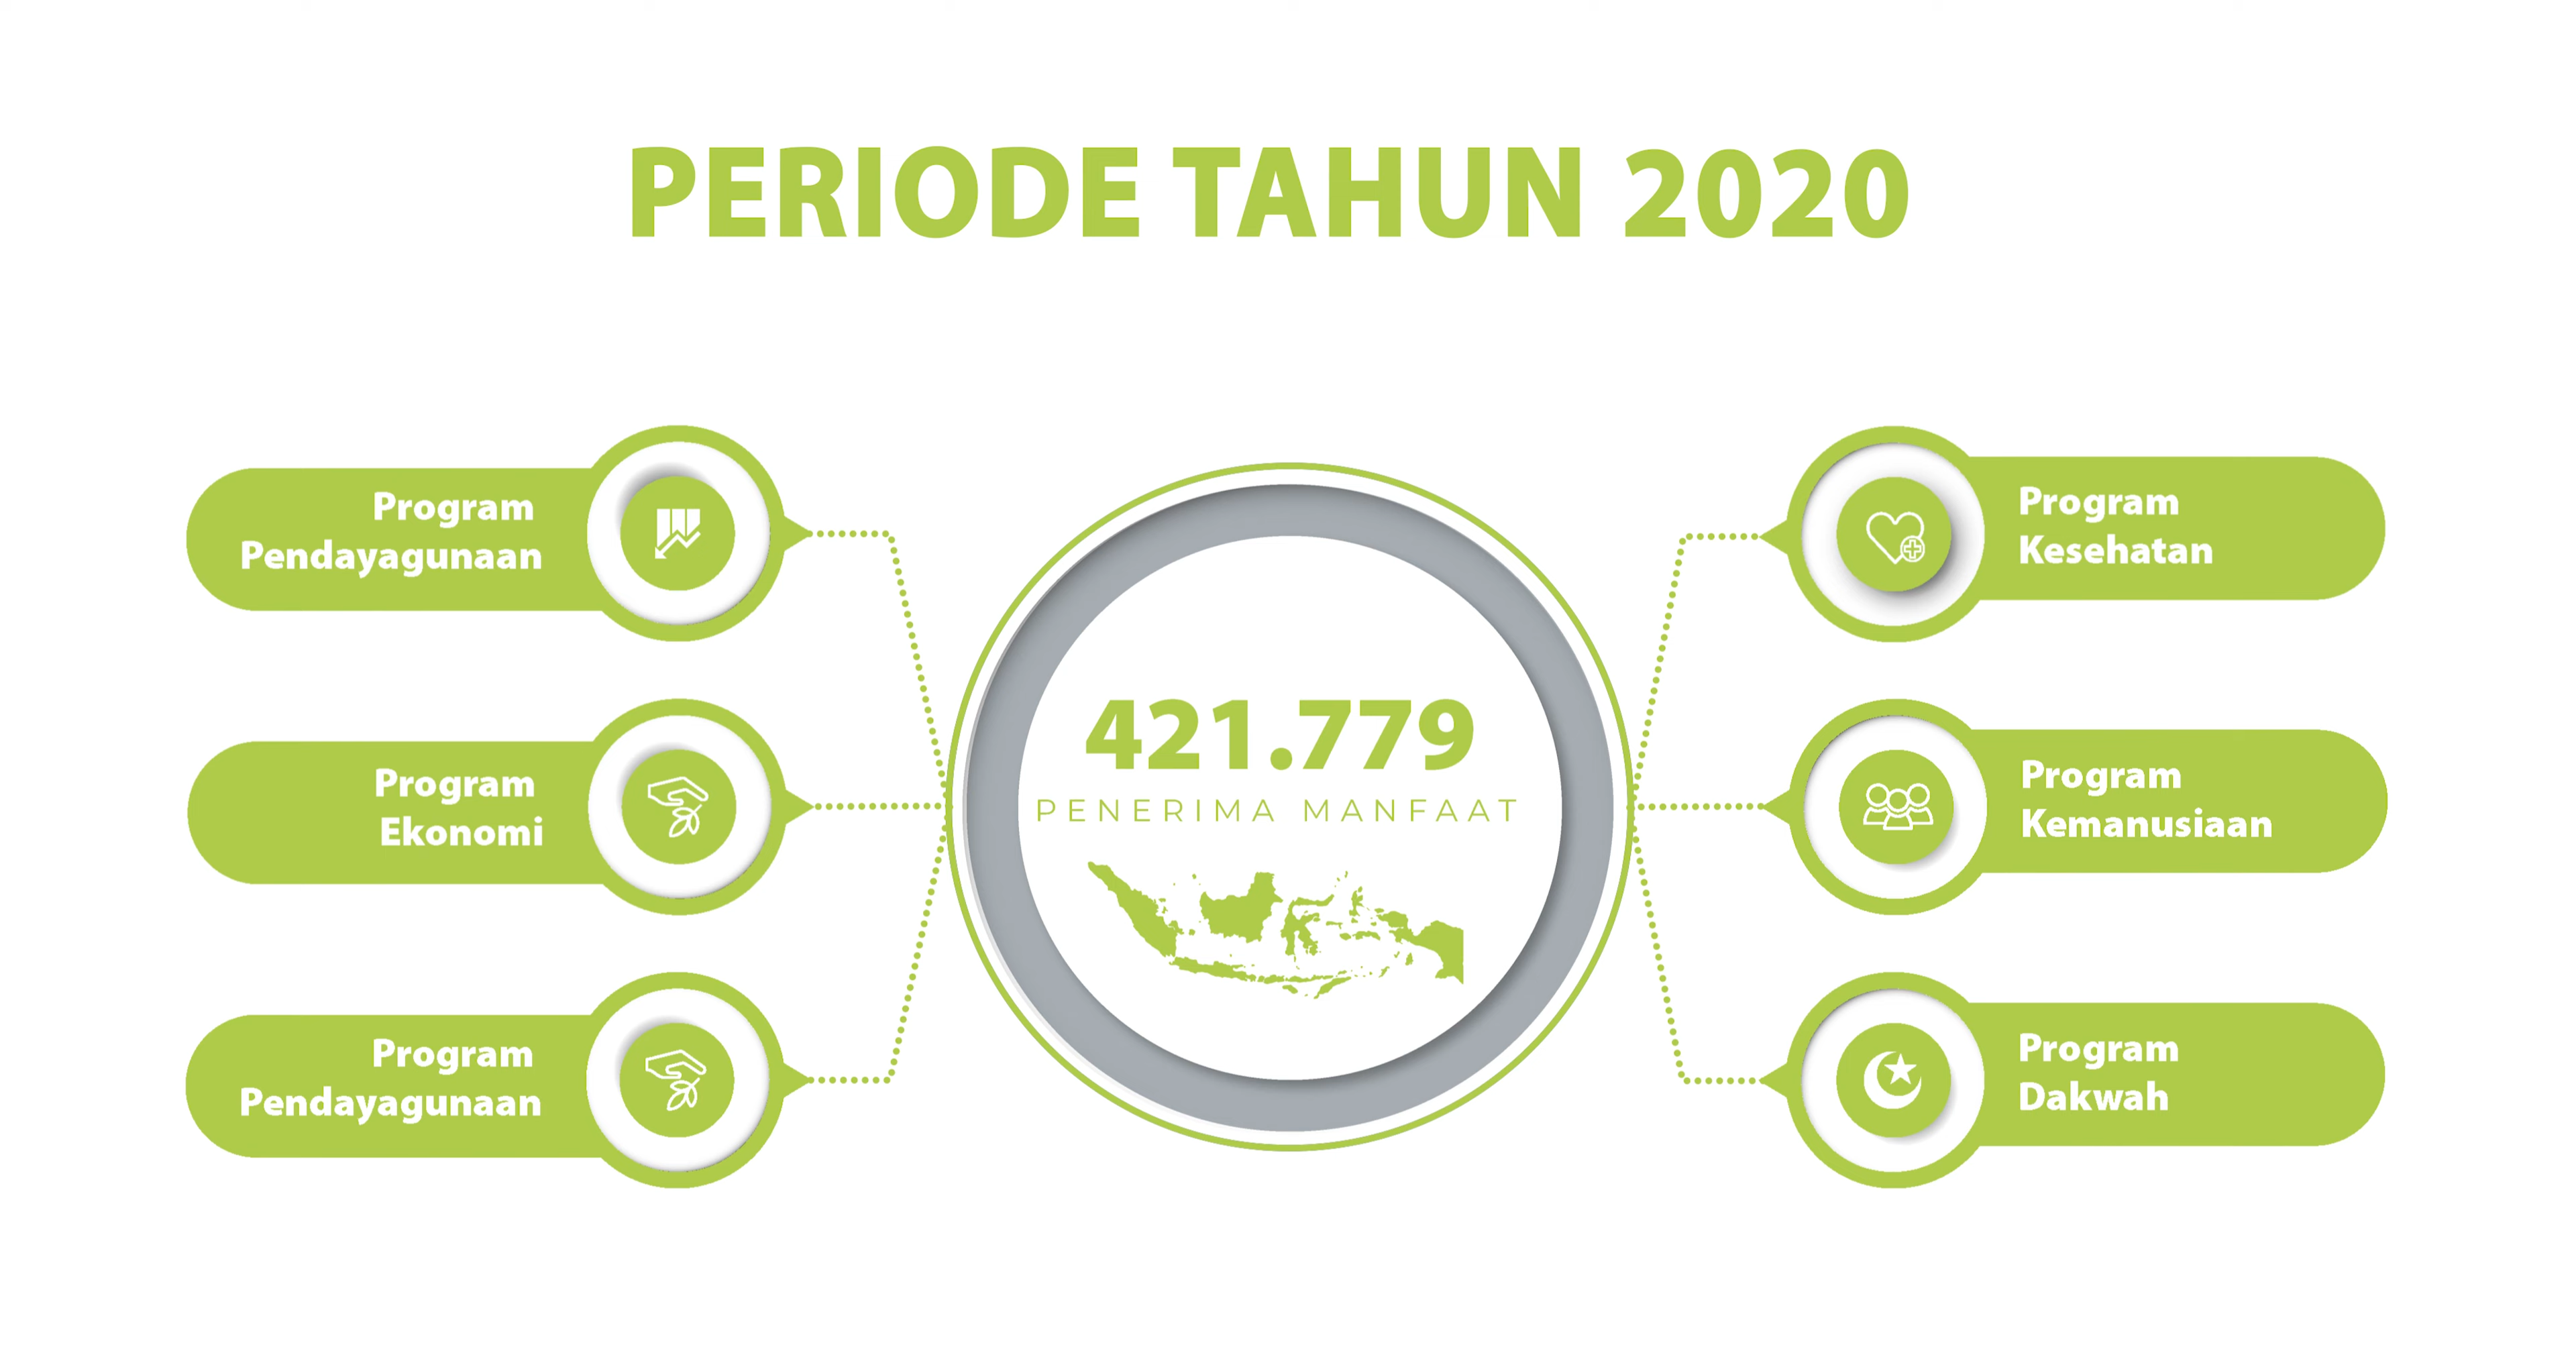 PERIODE TAHUN 2020
Program
Pendayagunaan
Program
Ekonomi
Program
Pendayagunaan
421.779
PENERIMA MANFAAT
Program
Kesehatan
Program
Kemanusiaan
Program
Dakwah